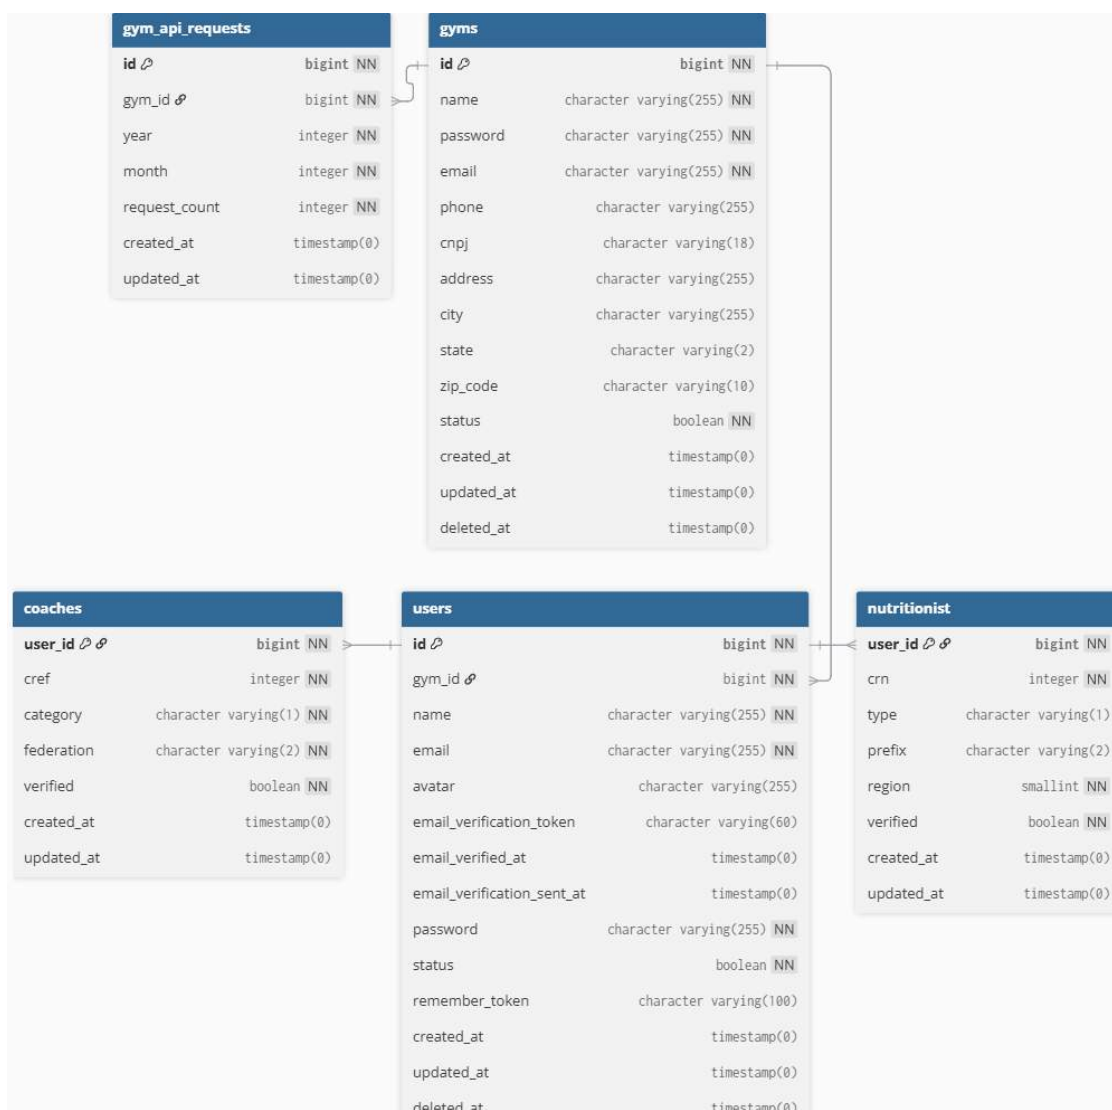 gym_api_requests
id bigint NN
gym_id bigint NN
year integer NN
month integer NN
request_count integer NN
created_at timestamp(0)
updated_at timestamp(0)
gyms
id bigint NN
name character varying(255) NN
password character varying(255) NN
email character varying(255) NN
phone character varying(255)
cnpj character varying(18)
address character varying(255)
city character varying(255)
state character varying(2)
zip_code character varying(10)
status boolean NN
created_at timestamp(0)
updated_at timestamp(0)
deleted_at timestamp(0)
coaches
user_id bigint NN
cref integer NN
category character varying(1) NN
federation character varying(2) NN
verified boolean NN
created_at timestamp(0)
updated_at timestamp(0)
users
id bigint NN
gym_id bigint NN
name character varying(255) NN
email character varying(255) NN
avatar character varying(255)
email_verification_token character varying(60)
email_verified_at timestamp(0)
email_verification_sent_at timestamp(0)
password character varying(255) NN
status boolean NN
remember_token character varying(100)
created_at timestamp(0)
updated_at timestamp(0)
deleted_at timestamp(0)
nutritionist
user_id bigint NN
crn integer NN
type character varying(1)
prefix character varying(2)
region smallint NN
verified boolean NN
created_at timestamp(0)
updated_at timestamp(0)